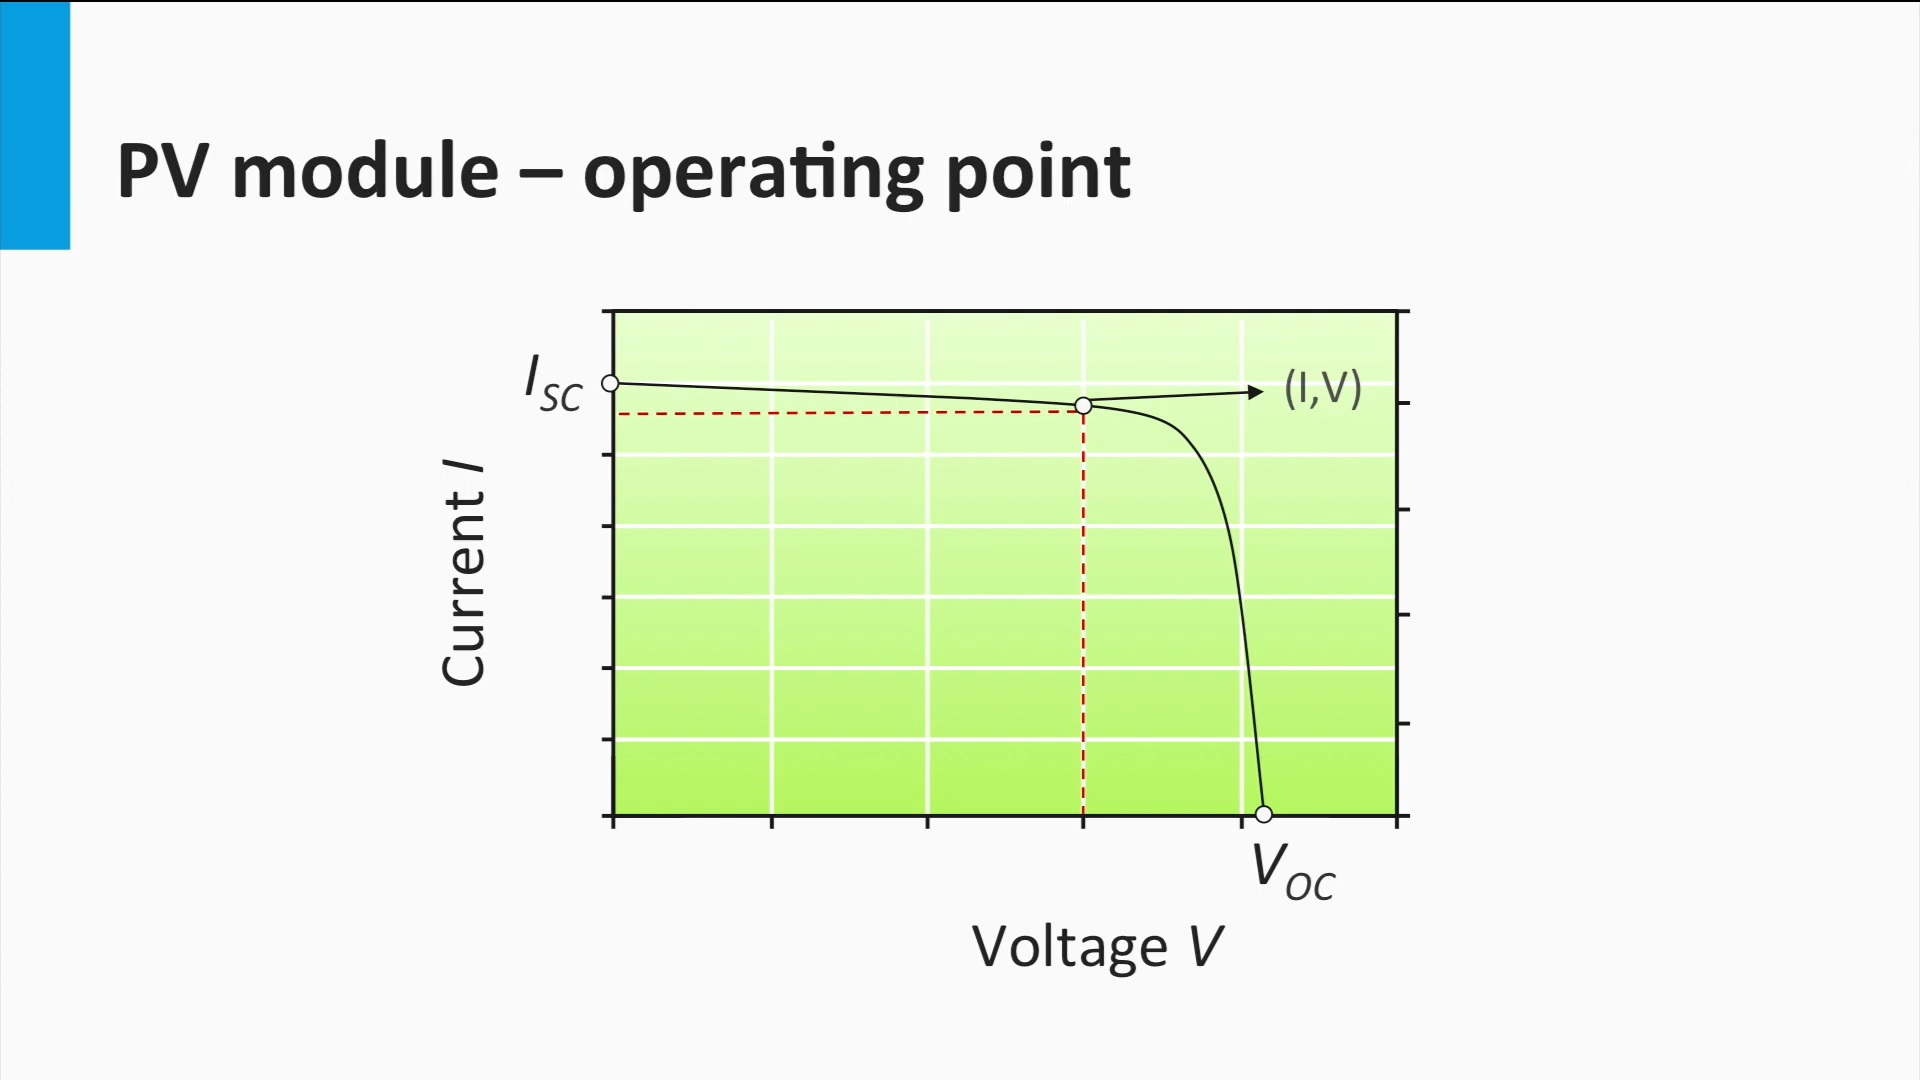 PV module – operating point
I_SC
(I,V)
Current I
V_OC
Voltage V